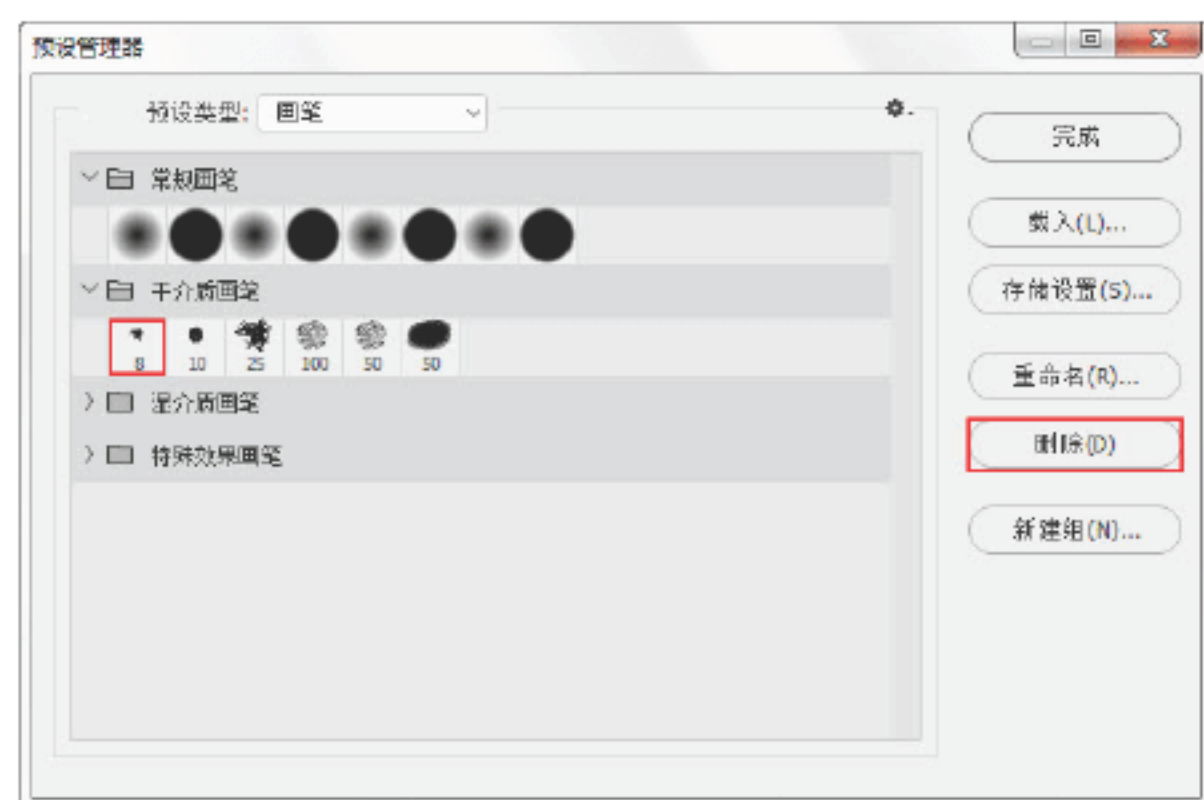 预设管理器
预设类型: 画笔
完成
常规画笔
载入(L)...
干介质画笔
存储设置(S)...
8 10 25 100 50 50
重命名(R)...
湿介质画笔
删除(D)
特殊效果画笔
新建组(N)...